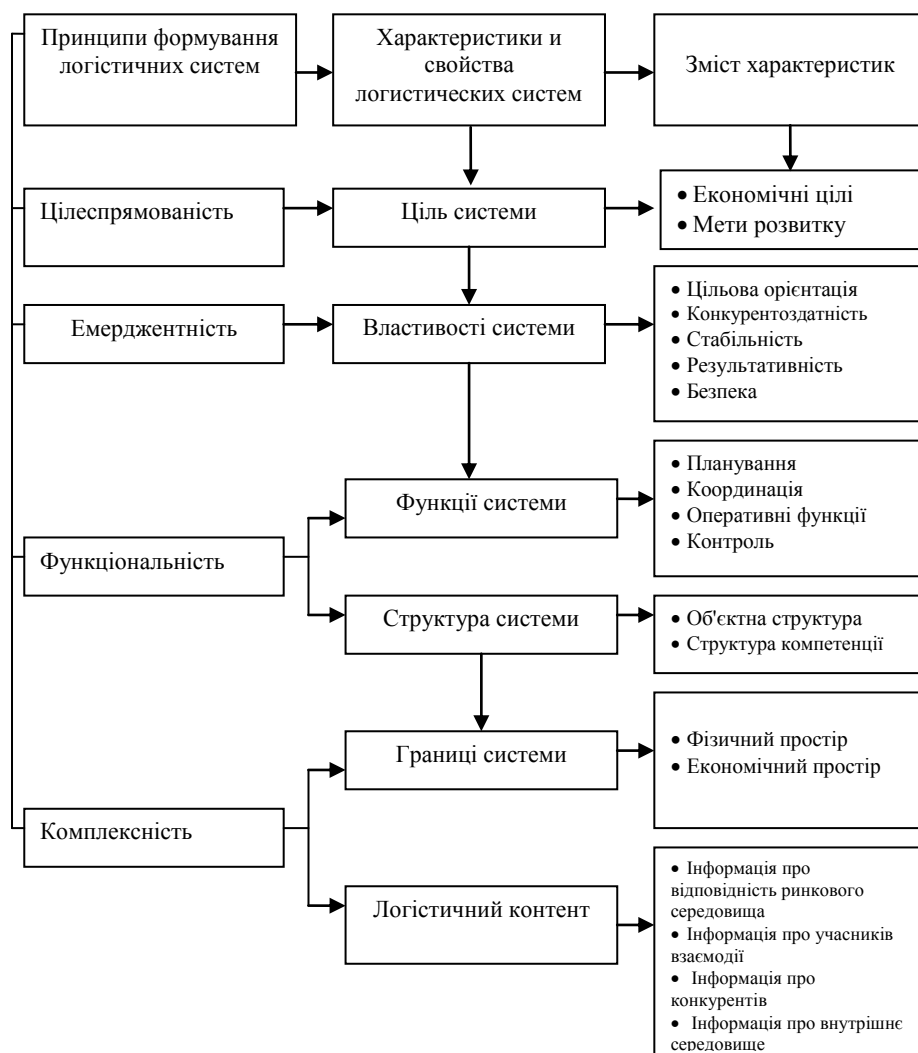 Принципи формування
логістичних систем
Характеристики и
свойства
логистических систем
Зміст характеристик
Цілеспрямованість
Ціль системи
• Економічні цілі
• Мети розвитку
Емерджентність
Властивості системи
• Цільова орієнтація
• Конкурентоздатність
• Стабільність
• Результативність
• Безпека
Функціональність
Функції системи
• Планування
• Координація
• Оперативні функції
• Контроль
Структура системи
• Об'єктна структура
• Структура компетенції
Комплексність
Границі системи
• Фізичний простір
• Економічний простір
Логістичний контент
• Інформація про
відповідність ринкового
середовища
• Інформація про учасників
взаємодії
• Інформація про
конкурентів
• Інформація про внутрішнє
середовище